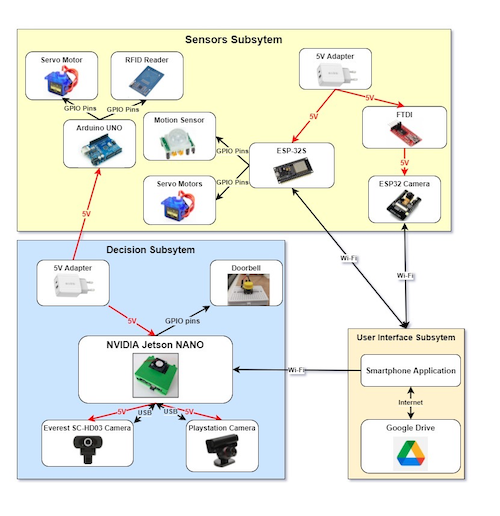 Sensors Subsytem
Servo Motor
RFID Reader
5V Adapter
GPIO Pins
GPIO Pins
5V
5V
Arduino UNO
Motion Sensor
FTDI
GPIO Pins
ESP-32S
5V
GPIO Pins
Servo Motors
ESP32 Camera
5V
Wi-Fi
Wi-Fi
Decision Subsytem
5V Adapter
Doorbell
5V
GPIO pins
NVIDIA Jetson NANO
User Interface Subsytem
Wi-Fi
Smartphone Application
Internet
5V
USB
USB
5V
Everest SC-HD03 Camera
Playstation Camera
Google Drive